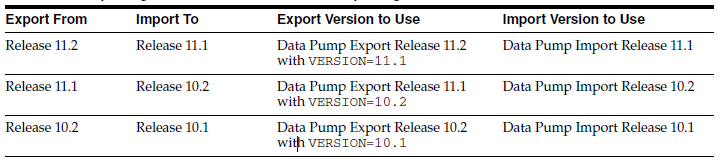 Export From Import To Export Version to Use Import Version to Use
Release 11.2 Release 11.1 Data Pump Export Release 11.2 Data Pump Import Release 11.1
with VERSION=11.1
Release 11.1 Release 10.2 Data Pump Export Release 11.1 Data Pump Import Release 10.2
with VERSION=10.2
Release 10.2 Release 10.1 Data Pump Export Release 10.2 Data Pump Import Release 10.1
with VERSION=10.1